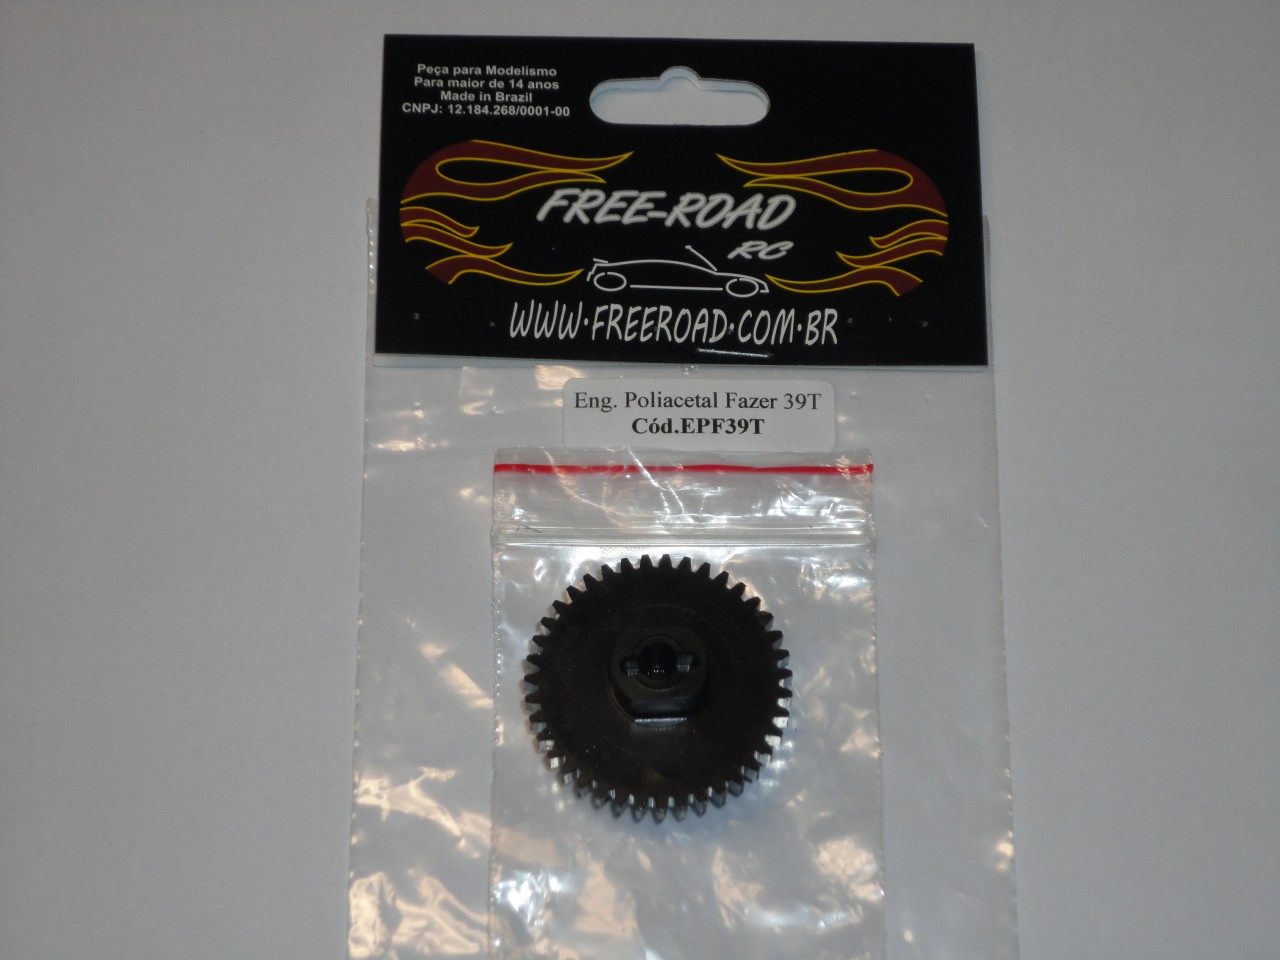 Peça para Modelismo
Para maior de 14 anos
Made in Brazil
CNPJ: 12.184.268/0001-00
FREE-ROAD
RC
WWW.FREEROAD.COM.BR
Eng. Poliacetal Fazer 39T
Cód.EPF39T